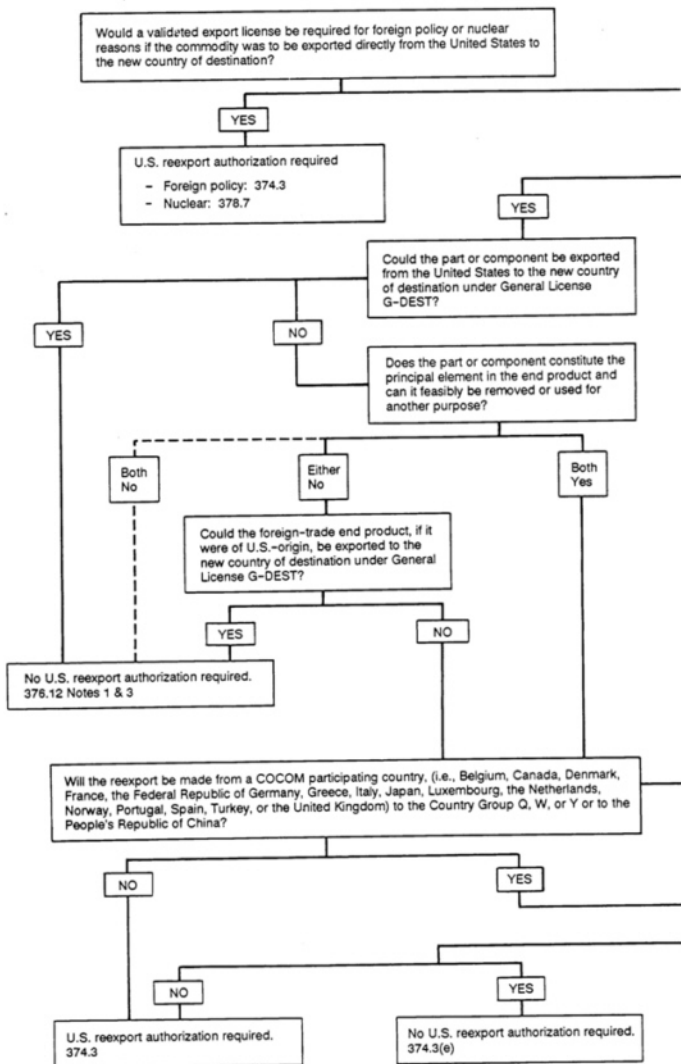 Would a validated export license be required for foreign policy or nuclear
reasons if the commodity was to be exported directly from the United States to
the new country of destination?
YES
U.S. reexport authorization required
– Foreign policy: 374.3
– Nuclear: 378.7
YES
Could the part or component be exported
from the United States to the new country
of destination under General License
G-DEST?
YES
NO
Does the part or component constitute the
principal element in the end product and
can it feasibly be removed or used for
another purpose?
Both
No
Either
No
Both
Yes
Could the foreign-trade end product, if it
were of U.S.-origin, be exported to the
new country of destination under General
License G-DEST?
YES
NO
No U.S. reexport authorization required.
376.12 Notes 1 & 3
Will the reexport be made from a COCOM participating country, (i.e., Belgium, Canada, Denmark,
France, the Federal Republic of Germany, Greece, Italy, Japan, Luxembourg, the Netherlands,
Norway, Portugal, Spain, Turkey, or the United Kingdom) to the Country Group Q, W, or Y or to the
People's Republic of China?
NO
YES
NO
YES
U.S. reexport authorization required.
374.3
No U.S. reexport authorization required.
374.3(e)